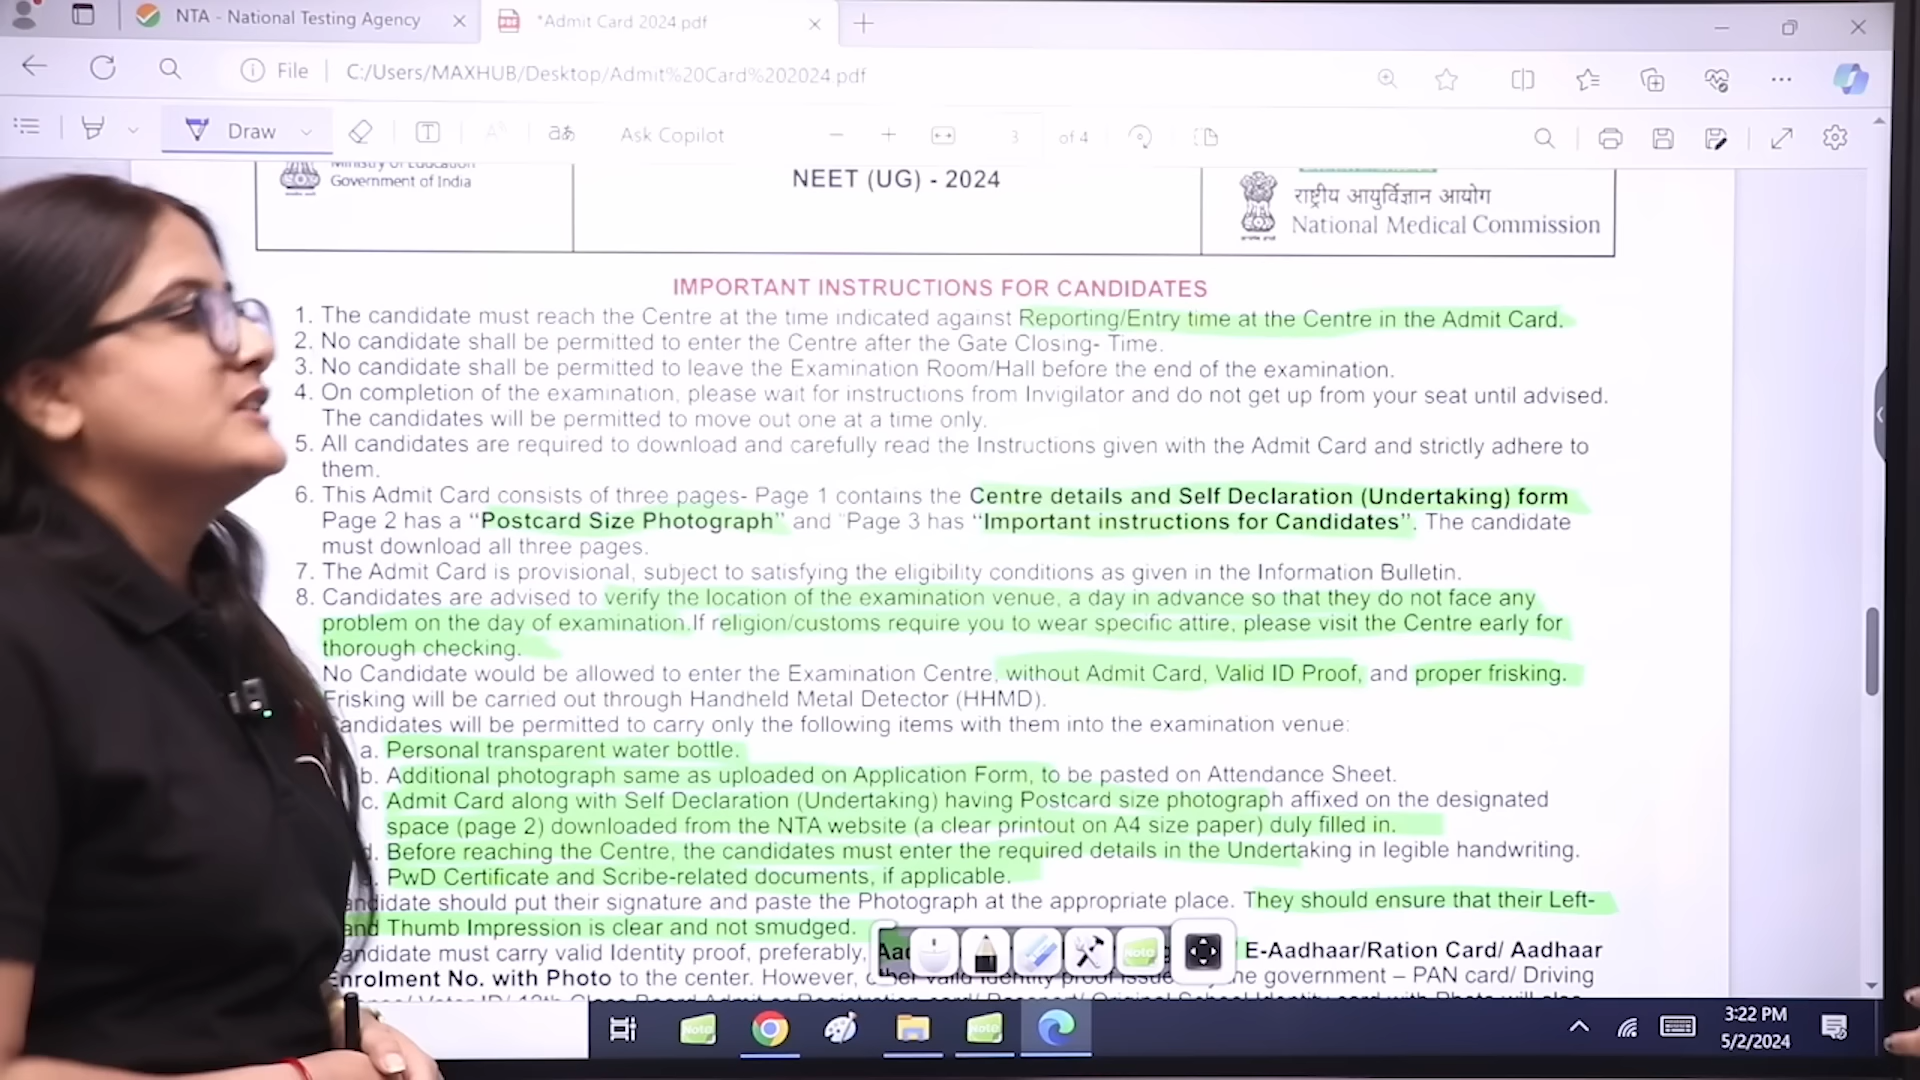 NTA - National Testing Agency
*Admit Card 2024.pdf
File
C:/Users/MAXHUB/Desktop/Admit%20Card%202024.pdf
Draw
aあ
Ask Copilot
3
of 4
Ministry of Education
Government of India
NEET (UG) - 2024
राष्ट्रीय आयुर्विज्ञान आयोग
National Medical Commission
IMPORTANT INSTRUCTIONS FOR CANDIDATES
1. The candidate must reach the Centre at the time indicated against Reporting/Entry time at the Centre in the Admit Card.
2. No candidate shall be permitted to enter the Centre after the Gate Closing- Time.
3. No candidate shall be permitted to leave the Examination Room/Hall before the end of the examination.
4. On completion of the examination, please wait for instructions from Invigilator and do not get up from your seat until advised.
The candidates will be permitted to move out one at a time only.
5. All candidates are required to download and carefully read the Instructions given with the Admit Card and strictly adhere to
them.
6. This Admit Card consists of three pages- Page 1 contains the Centre details and Self Declaration (Undertaking) form
Page 2 has a “Postcard Size Photograph” and "Page 3 has “Important instructions for Candidates”. The candidate
must download all three pages.
7. The Admit Card is provisional, subject to satisfying the eligibility conditions as given in the Information Bulletin.
8. Candidates are advised to verify the location of the examination venue, a day in advance so that they do not face any
problem on the day of examination.If religion/customs require you to wear specific attire, please visit the Centre early for
thorough checking.
No Candidate would be allowed to enter the Examination Centre, without Admit Card, Valid ID Proof, and proper frisking.
Frisking will be carried out through Handheld Metal Detector (HHMD).
andidates will be permitted to carry only the following items with them into the examination venue:
a. Personal transparent water bottle.
b. Additional photograph same as uploaded on Application Form, to be pasted on Attendance Sheet.
c. Admit Card along with Self Declaration (Undertaking) having Postcard size photograph affixed on the designated
space (page 2) downloaded from the NTA website (a clear printout on A4 size paper) duly filled in.
d. Before reaching the Centre, the candidates must enter the required details in the Undertaking in legible handwriting.
. PwD Certificate and Scribe-related documents, if applicable.
andidate should put their signature and paste the Photograph at the appropriate place. They should ensure that their Left-
and Thumb Impression is clear and not smudged.
andidate must carry valid Identity proof, preferably, E-Aadhaar/Ration Card/ Aadhaar
Enrolment No. with Photo to the center. However, other valid identity proof issued the government – PAN card/ Driving
Note
Note
Note
3:22 PM
5/2/2024